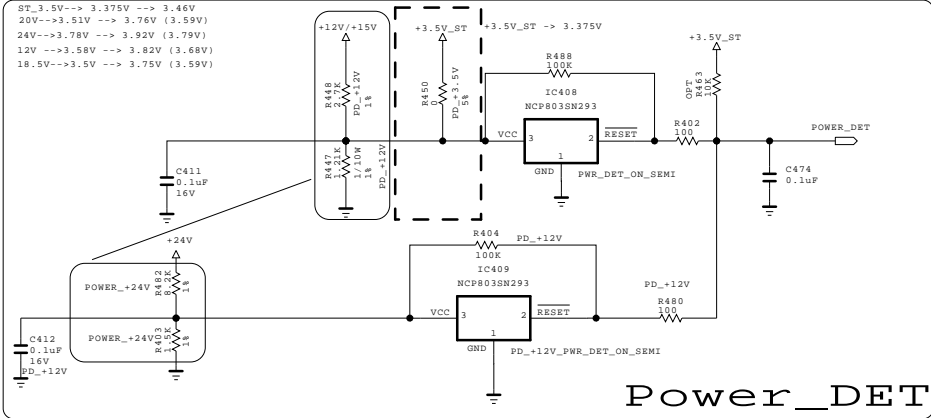 ST_3.5V--> 3.375V --> 3.46V
20V-->3.51V --> 3.76V (3.59V)
24V-->3.78V --> 3.92V (3.79V)
12V -->3.58V --> 3.82V (3.68V)
18.5V-->3.5V --> 3.75V (3.59V)
+12V/+15V
+3.5V_ST
+3.5V_ST -> 3.375V
+3.5V_ST
R448
2.7K
PD_+12V
1%
R450
0
PD_+3.5V
5%
R488
100K
IC408
NCP803SN293
OPT
R463
10K
VCC
3
2
RESET
1
GND
PWR_DET_ON_SEMI
R402
100
POWER_DET
R447
1.21K
1/10W
1%
PD_+12V
C411
0.1uF
16V
C474
0.1uF
+24V
R482
8.2K
1%
POWER_+24V
POWER_+24V
R403
1.5K
1%
C412
0.1uF
16V
PD_+12V
R404
100K
PD_+12V
IC409
NCP803SN293
VCC
3
2
RESET
1
GND
PD_+12V_PWR_DET_ON_SEMI
PD_+12V
R480
100
Power_DET